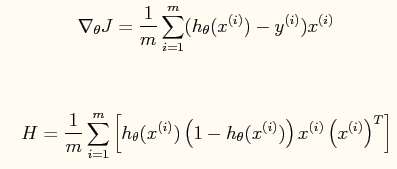 ∇_θ J = \frac{1}{m} \sum_{i=1}^{m} (h_θ(x^{(i)}) − y^{(i)}) x^{(i)}
H = \frac{1}{m} \sum_{i=1}^{m} \left[ h_θ(x^{(i)}) \left( 1 − h_θ(x^{(i)}) \right) x^{(i)} \left( x^{(i)} \right)^T \right]